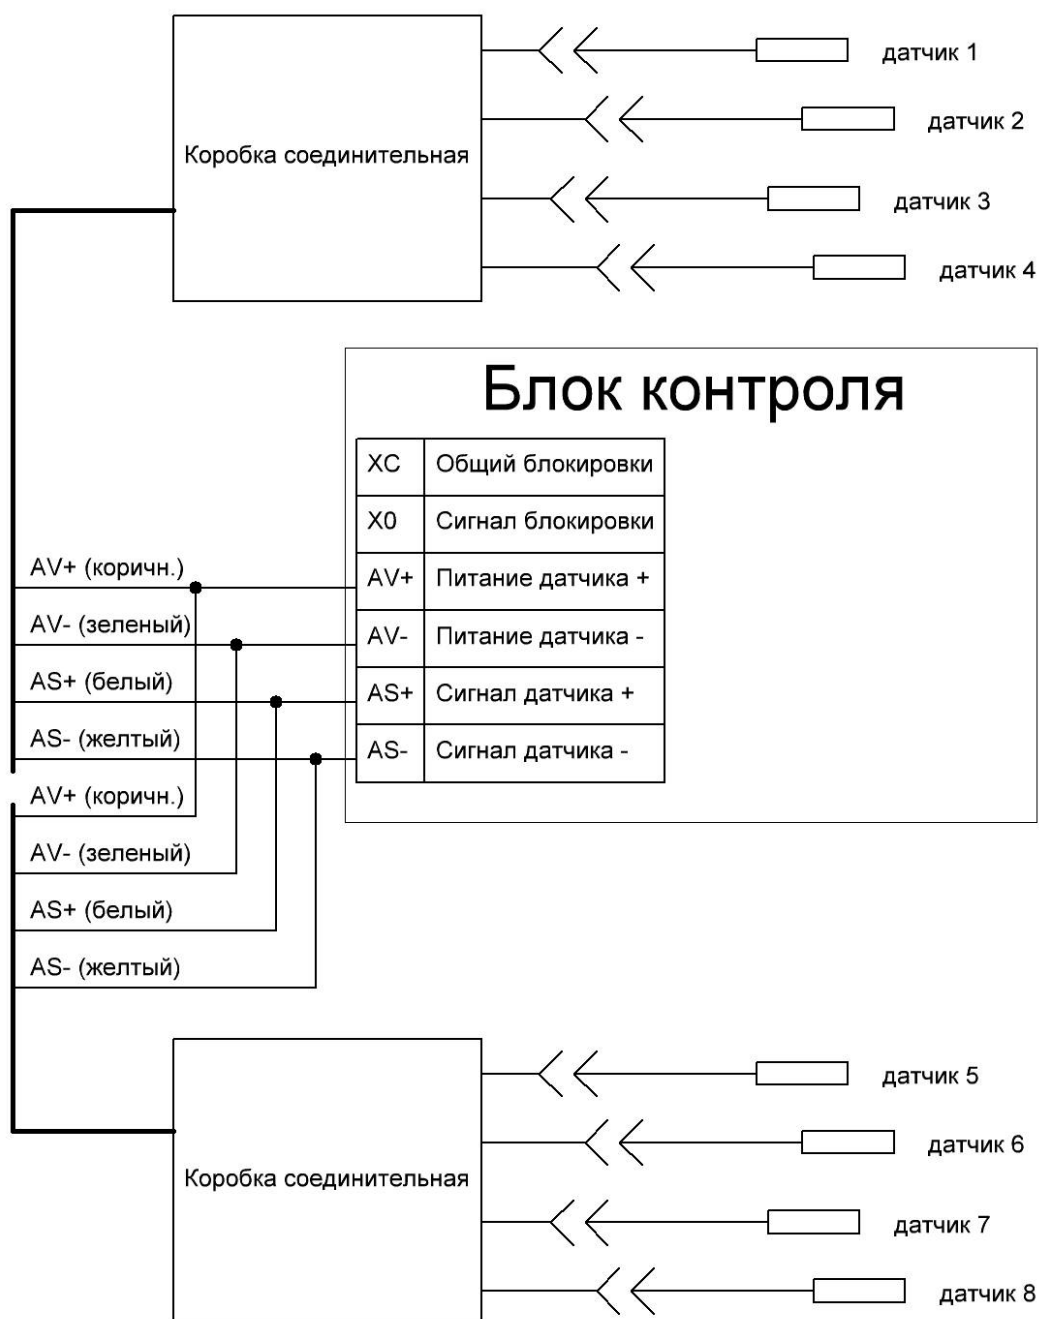 датчик 1
датчик 2
Коробка соединительная
датчик 3
датчик 4
Блок контроля
XC Общий блокировки
X0 Сигнал блокировки
AV+ (коричн.)
AV+ Питание датчика +
AV- (зеленый)
AV- Питание датчика -
AS+ (белый)
AS+ Сигнал датчика +
AS- (желтый)
AS- Сигнал датчика -
AV+ (коричн.)
AV- (зеленый)
AS+ (белый)
AS- (желтый)
датчик 5
датчик 6
Коробка соединительная
датчик 7
датчик 8